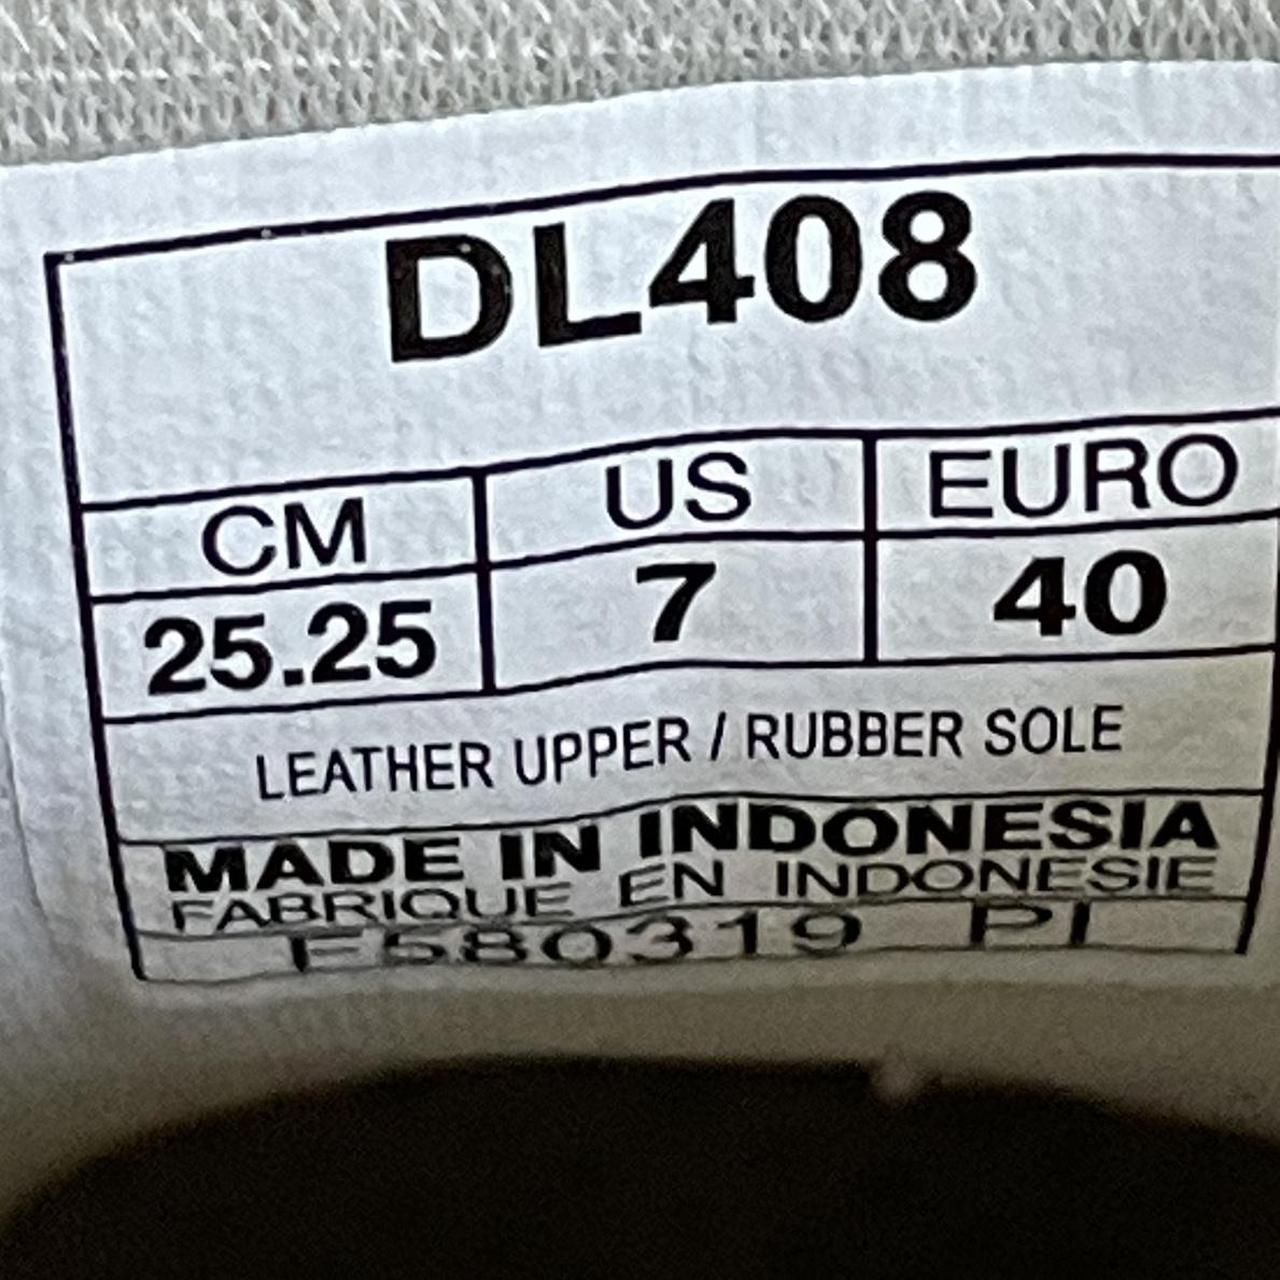 DL408
CM US EURO
25.25 7 40
LEATHER UPPER / RUBBER SOLE
MADE IN INDONESIA
FABRIQUE EN INDONESIE
F580319 PI